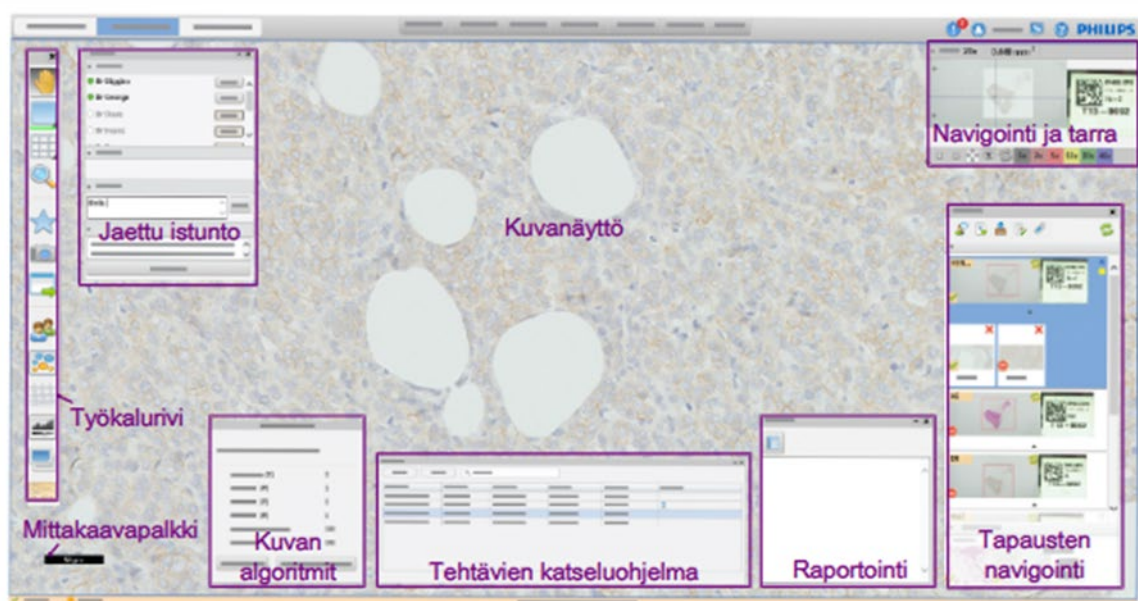 PHILIPS
Navigointi ja tarra
Jaettu istunto
Kuvanäyttö
Työkalurivi
Mittakaavapalkki
Kuvan
algoritmit
Tehtävien katseluohjelma
Raportointi
Tapausten
navigointi